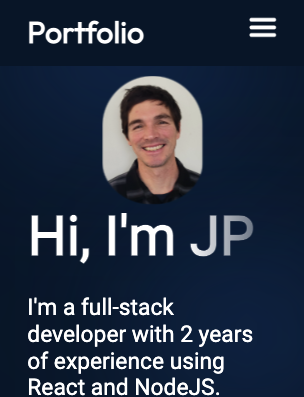 Portfolio
Hi, I'm JP
I'm a full-stack
developer with 2 years
of experience using
React and NodeJS.